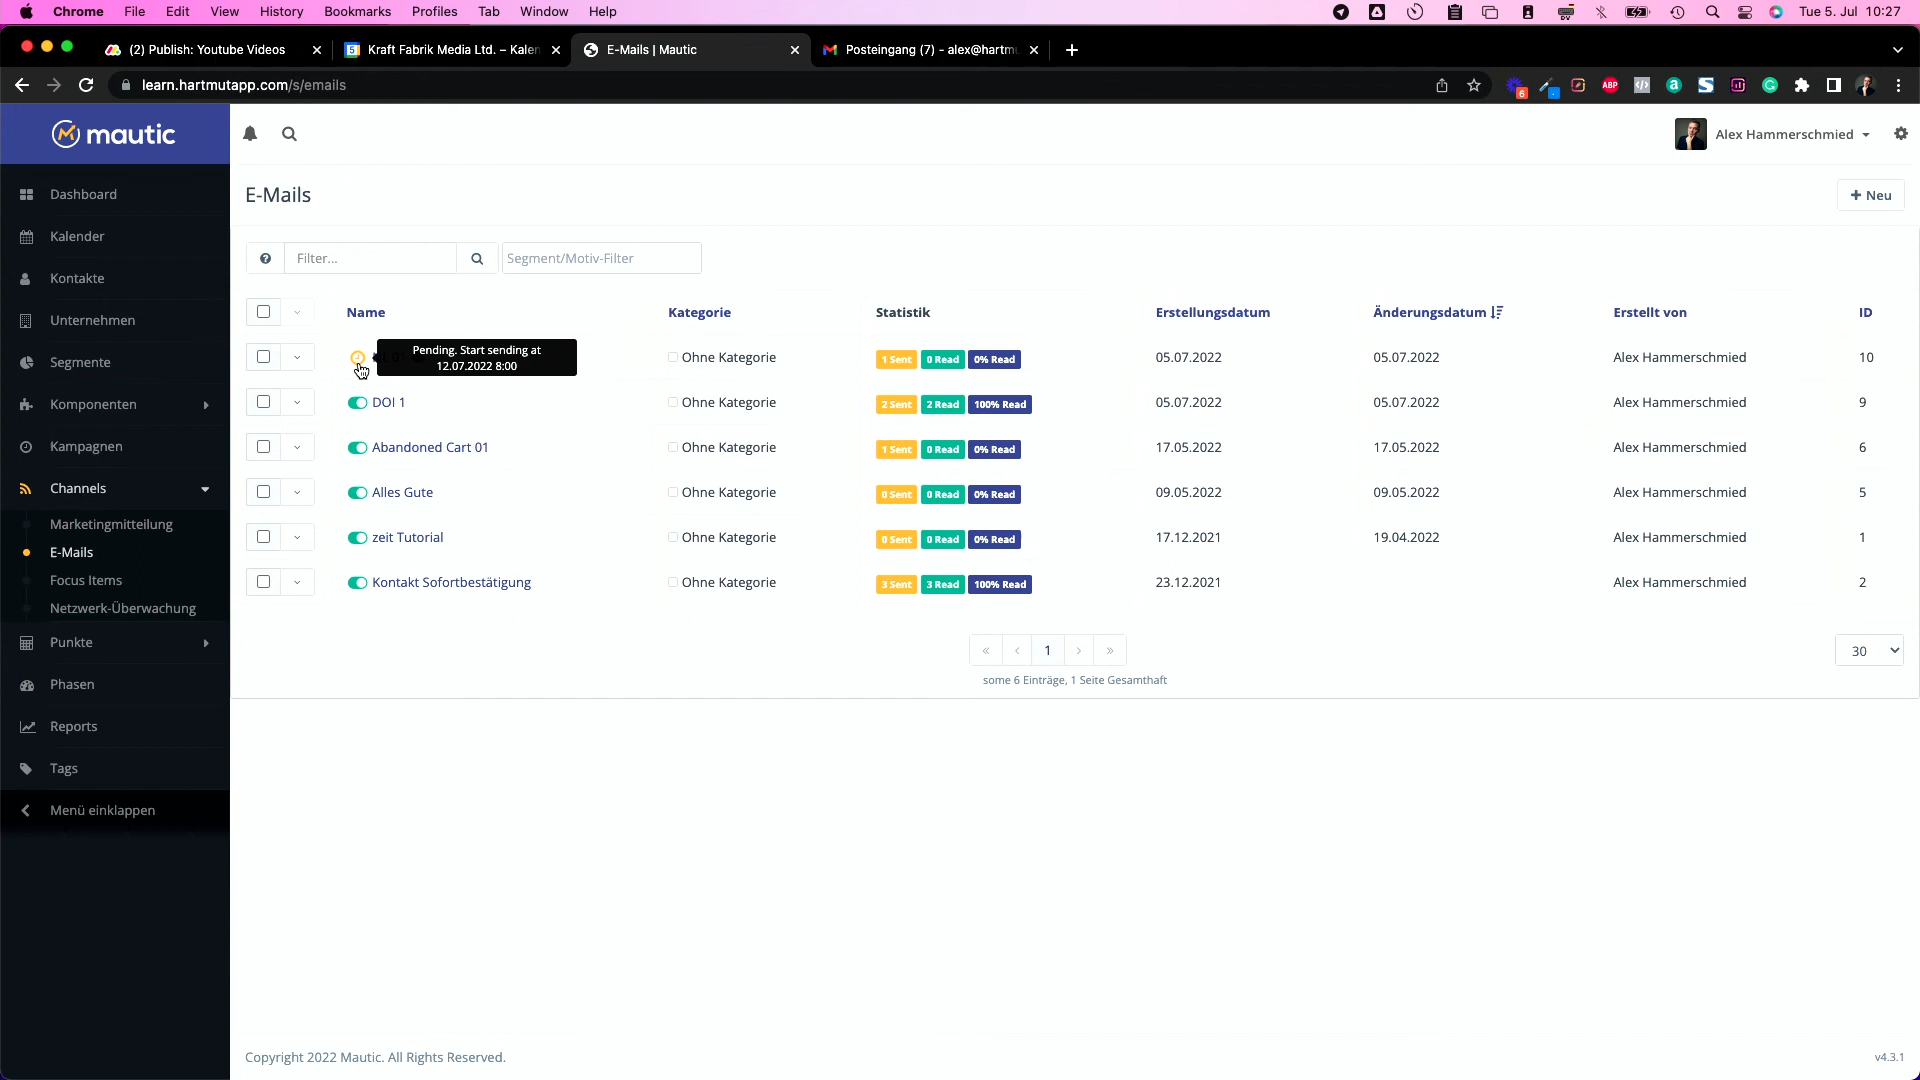 Chrome File Edit View History Bookmarks Profiles Tab Window Help Tue 5. Jul 10:27
(2) Publish: Youtube Videos Kraft Fabrik Media Ltd. – Kalen E-Mails | Mautic Posteingang (7) - alex@hartmu
learn.hartmutapp.com/s/emails
mautic
Alex Hammerschmied
Dashboard
Kalender
Kontakte
Unternehmen
Segmente
Komponenten
Kampagnen
Channels
Marketingmitteilung
E-Mails
Focus Items
Netzwerk-Überwachung
Punkte
Phasen
Reports
Tags
Menü einklappen
E-Mails
+ Neu
Filter...
Segment/Motiv-Filter
Name Kategorie Statistik Erstellungsdatum Änderungsdatum Erstellt von ID
Pending. Start sending at
12.07.2022 8:00
Ohne Kategorie 1 Sent 0 Read 0% Read 05.07.2022 05.07.2022 Alex Hammerschmied 10
DOI 1 Ohne Kategorie 2 Sent 2 Read 100% Read 05.07.2022 05.07.2022 Alex Hammerschmied 9
Abandoned Cart 01 Ohne Kategorie 1 Sent 0 Read 0% Read 17.05.2022 17.05.2022 Alex Hammerschmied 6
Alles Gute Ohne Kategorie 0 Sent 0 Read 0% Read 09.05.2022 09.05.2022 Alex Hammerschmied 5
zeit Tutorial Ohne Kategorie 0 Sent 0 Read 0% Read 17.12.2021 19.04.2022 Alex Hammerschmied 1
Kontakt Sofortbestätigung Ohne Kategorie 3 Sent 3 Read 100% Read 23.12.2021 Alex Hammerschmied 2
« ‹ 1 › »
30
some 6 Einträge, 1 Seite Gesamthaft
Copyright 2022 Mautic. All Rights Reserved.
v4.3.1